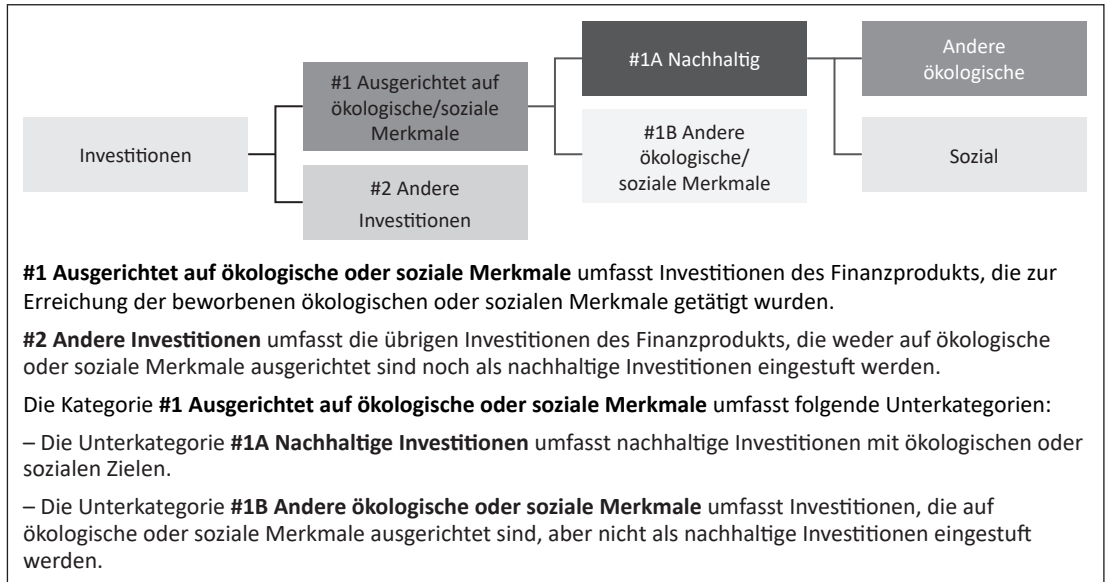 Investitionen
#1 Ausgerichtet auf
ökologische/soziale
Merkmale
#2 Andere
Investitionen
#1A Nachhaltig
#1B Andere
ökologische/
soziale Merkmale
Andere
ökologische
Sozial
#1 Ausgerichtet auf ökologische oder soziale Merkmale umfasst Investitionen des Finanzprodukts, die zur
Erreichung der beworbenen ökologischen oder sozialen Merkmale getätigt wurden.
#2 Andere Investitionen umfasst die übrigen Investitionen des Finanzprodukts, die weder auf ökologische
oder soziale Merkmale ausgerichtet sind noch als nachhaltige Investitionen eingestuft werden.
Die Kategorie #1 Ausgerichtet auf ökologische oder soziale Merkmale umfasst folgende Unterkategorien:
– Die Unterkategorie #1A Nachhaltige Investitionen umfasst nachhaltige Investitionen mit ökologischen oder
sozialen Zielen.
– Die Unterkategorie #1B Andere ökologische oder soziale Merkmale umfasst Investitionen, die auf
ökologische oder soziale Merkmale ausgerichtet sind, aber nicht als nachhaltige Investitionen eingestuft
werden.